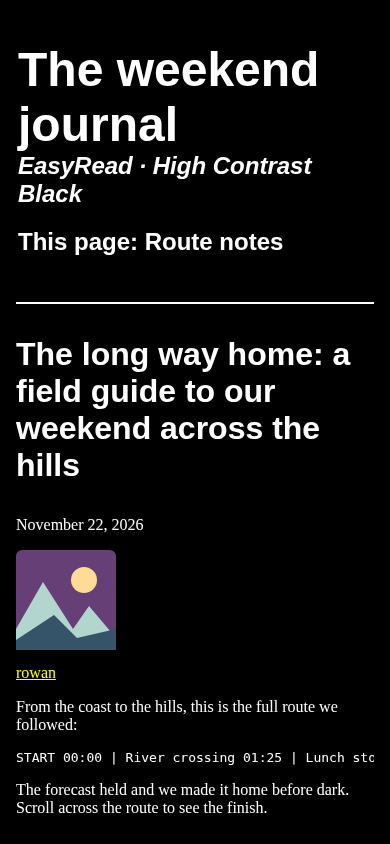 The weekend
journal
EasyRead · High Contrast
Black
This page: Route notes
The long way home: a
field guide to our
weekend across the
hills
November 22, 2026
rowan
From the coast to the hills, this is the full route we
followed:
START 00:00 | River crossing 01:25 | Lunch
The forecast held and we made it home before dark.
Scroll across the route to see the finish.